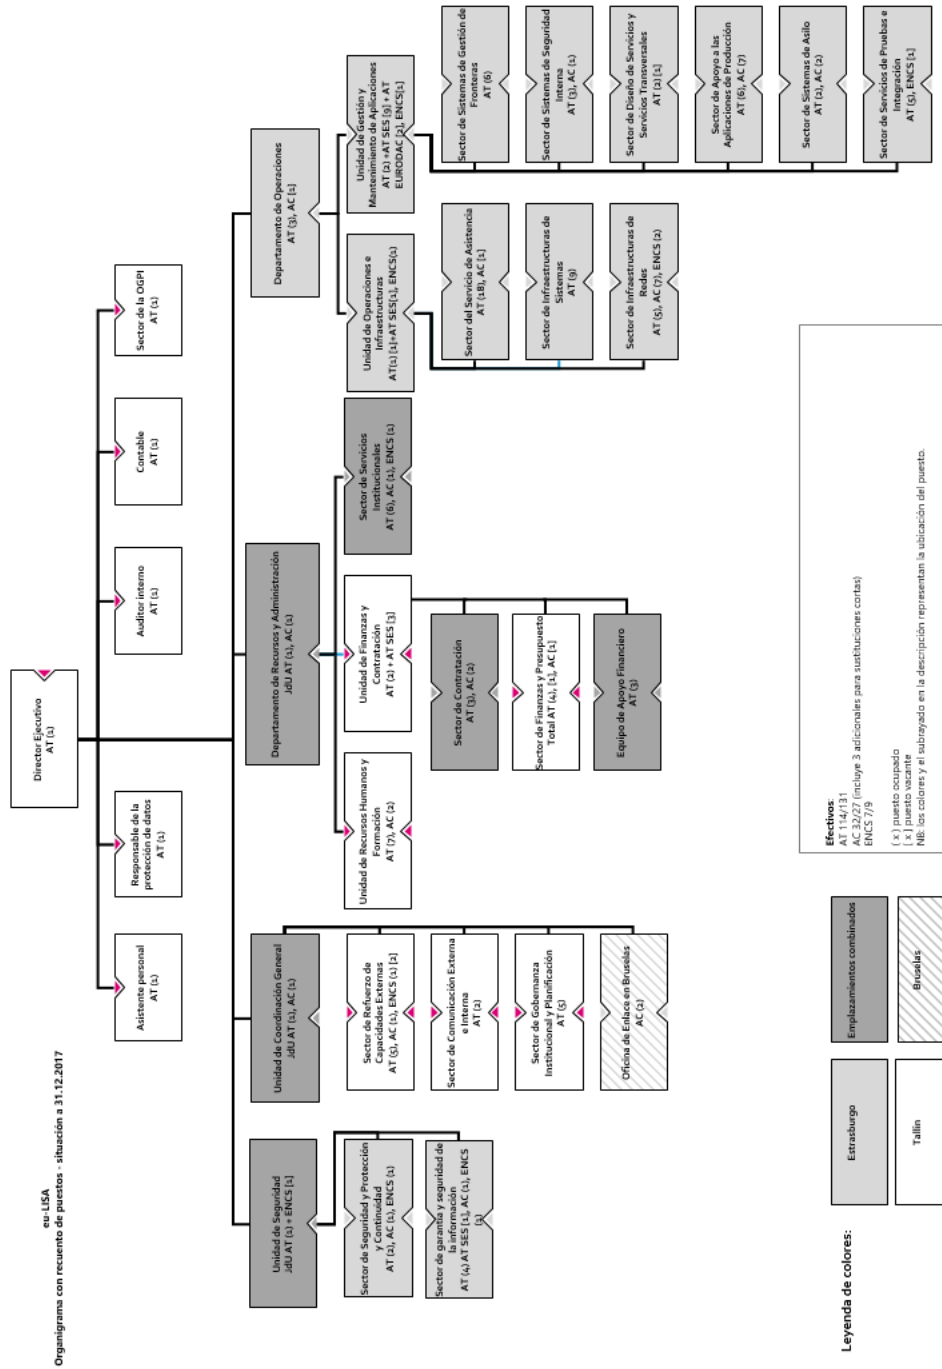 eu-LISA
Organigrama con recuento de puestos - situación a 31.12.2017
Director Ejecutivo
AT (1)
Asistente personal
AT (1)
Responsable de la
protección de datos
AT (1)
Auditor interno
AT (1)
Contable
AT (1)
Sector de la OGPI
AT (1)
Unidad de Seguridad
JdU AT (1) + ENCS [1]
Sector de Seguridad y Protección
y Continuidad
AT (2), AC (1), ENCS (1)
Sector de garantía y seguridad de
la información
AT (4) AT SES [1], AC (1), ENCS
(1)
Unidad de Coordinación General
JdU AT (1), AC (1)
Sector de Refuerzo de
Capacidades Externas
AT (5), AC (1), ENCS (1) [2]
Sector de Comunicación Externa
e Interna
AT (2)
Sector de Gobernanza
Institucional y Planificación
AT (5)
Oficina de Enlace en Bruselas
AC (2)
Departamento de Recursos y Administración
JdU AT (1), AC (1)
Unidad de Recursos Humanos y
Formación
AT (7), AC (2)
Unidad de Finanzas y
Contratación
AT (2) + AT SES [3]
Sector de Servicios
Institucionales
AT (6), AC (1), ENCS (1)
Sector de Contratación
AT (3), AC (2)
Sector de Finanzas y Presupuesto
Total AT (4), [1], AC [1]
Equipo de Apoyo Financiero
AT (3)
Departamento de Operaciones
AT (3), AC [1]
Unidad de Operaciones e
Infraestructuras
AT(1) [1]+AT SES[1], ENCS(1)
Unidad de Gestión y
Mantenimiento de Aplicaciones
AT (2) +AT SES [9] + AT
EURODAC [2], ENCS[1]
Sector del Servicio de Asistencia
AT (18), AC [1]
Sector de Infraestructuras de
Sistemas
AT (9)
Sector de Infraestructuras de
Redes
AT (5), AC (7), ENCS (2)
Sector de Sistemas de Gestión de
Fronteras
AT (6)
Sector de Sistemas de Seguridad
Interna
AT (3), AC (1)
Sector de Diseño de Servicios y
Servicios Transversales
AT (2) [1]
Sector de Apoyo a las
Aplicaciones de Producción
AT (6), AC (7)
Sector de Sistemas de Asilo
AT (1), AC (2)
Sector de Servicios de Pruebas e
Integración
AT (5), ENCS [1]
Leyenda de colores:
Estrasburgo
Emplazamientos combinados
Tallin
Bruselas
Efectivos:
AT 114/131
AC 32/27 (incluye 3 adicionales para sustituciones cortas)
ENCS 7/9
( x ) puesto ocupado
[ x ] puesto vacante
NB: los colores y el subrayado en la descripción representan la ubicación del puesto.